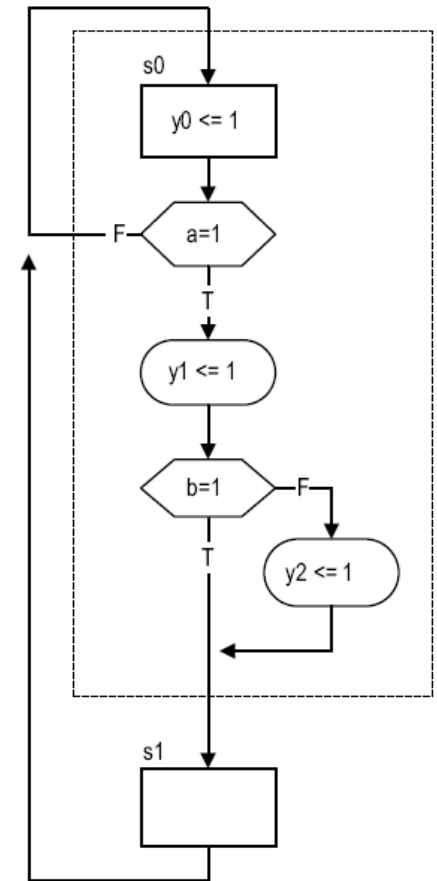 s0
y0 <= 1
F
a=1
T
y1 <= 1
b=1
F
T
y2 <= 1
s1